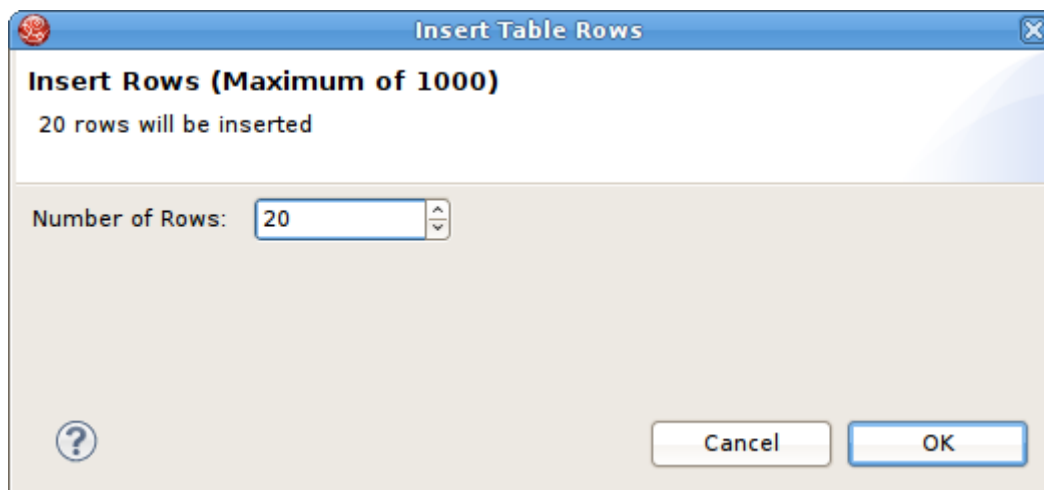 Insert Table Rows
Insert Rows (Maximum of 1000)
20 rows will be inserted
Number of Rows: 20
?
Cancel OK